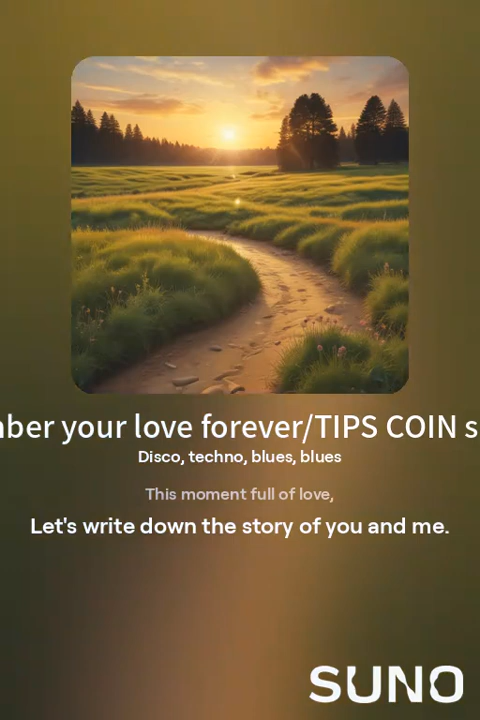 ber your love forever/TIPS COIN s
Disco, techno, blues, blues
This moment full of love,
Let's write down the story of you and me.
SUNO